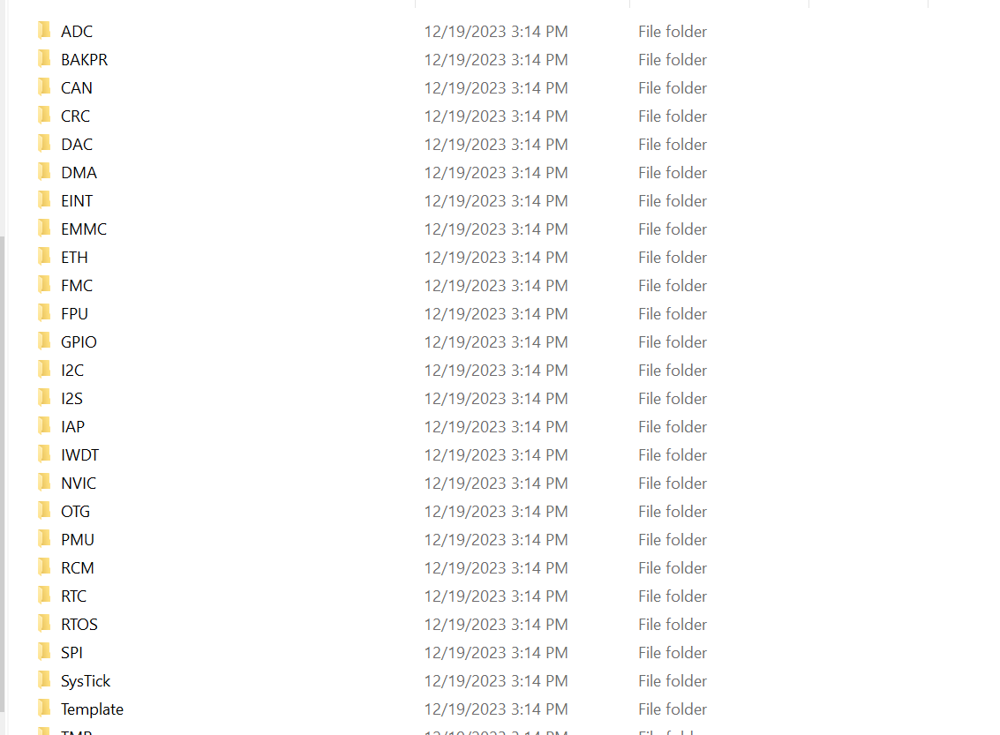 ADC 12/19/2023 3:14 PM File folder
BAKPR 12/19/2023 3:14 PM File folder
CAN 12/19/2023 3:14 PM File folder
CRC 12/19/2023 3:14 PM File folder
DAC 12/19/2023 3:14 PM File folder
DMA 12/19/2023 3:14 PM File folder
EINT 12/19/2023 3:14 PM File folder
EMMC 12/19/2023 3:14 PM File folder
ETH 12/19/2023 3:14 PM File folder
FMC 12/19/2023 3:14 PM File folder
FPU 12/19/2023 3:14 PM File folder
GPIO 12/19/2023 3:14 PM File folder
I2C 12/19/2023 3:14 PM File folder
I2S 12/19/2023 3:14 PM File folder
IAP 12/19/2023 3:14 PM File folder
IWDT 12/19/2023 3:14 PM File folder
NVIC 12/19/2023 3:14 PM File folder
OTG 12/19/2023 3:14 PM File folder
PMU 12/19/2023 3:14 PM File folder
RCM 12/19/2023 3:14 PM File folder
RTC 12/19/2023 3:14 PM File folder
RTOS 12/19/2023 3:14 PM File folder
SPI 12/19/2023 3:14 PM File folder
SysTick 12/19/2023 3:14 PM File folder
Template 12/19/2023 3:14 PM File folder